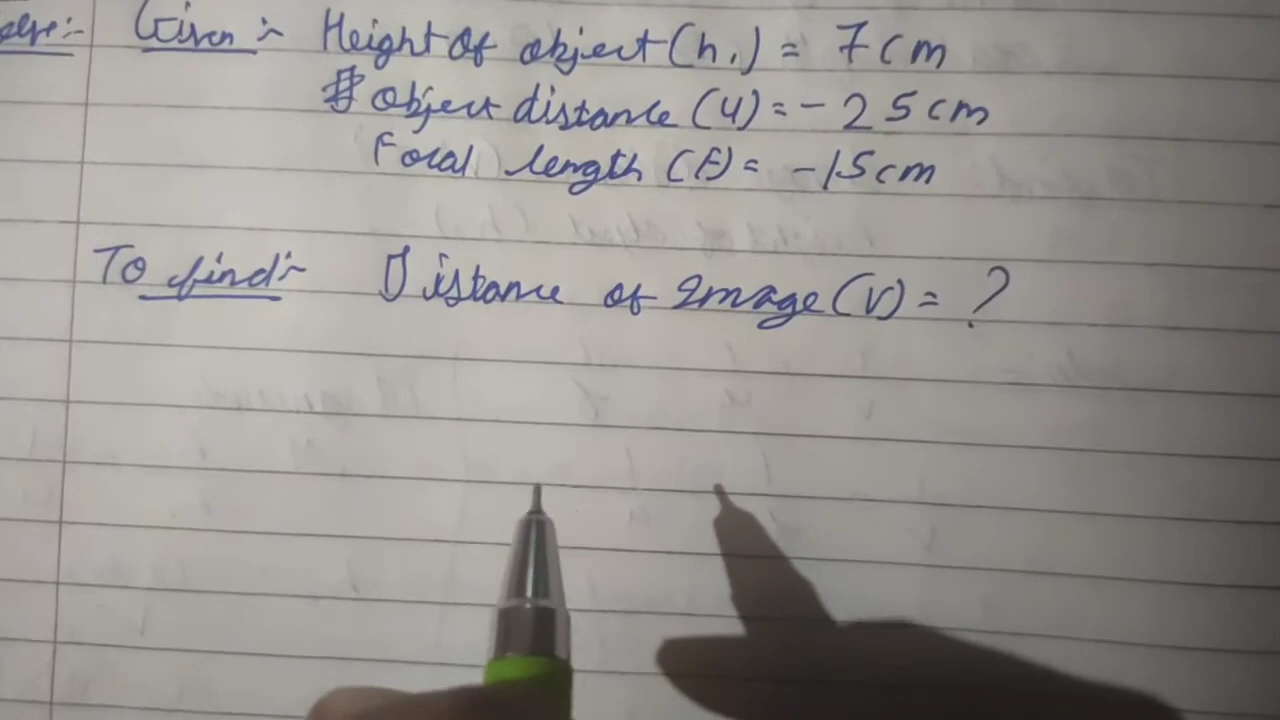 Given :- Height of object (h₁) = 7 cm
object distance (u) = - 25 cm
Focal length (F) = -15 cm
To find :- Distance of Image (V) = ?